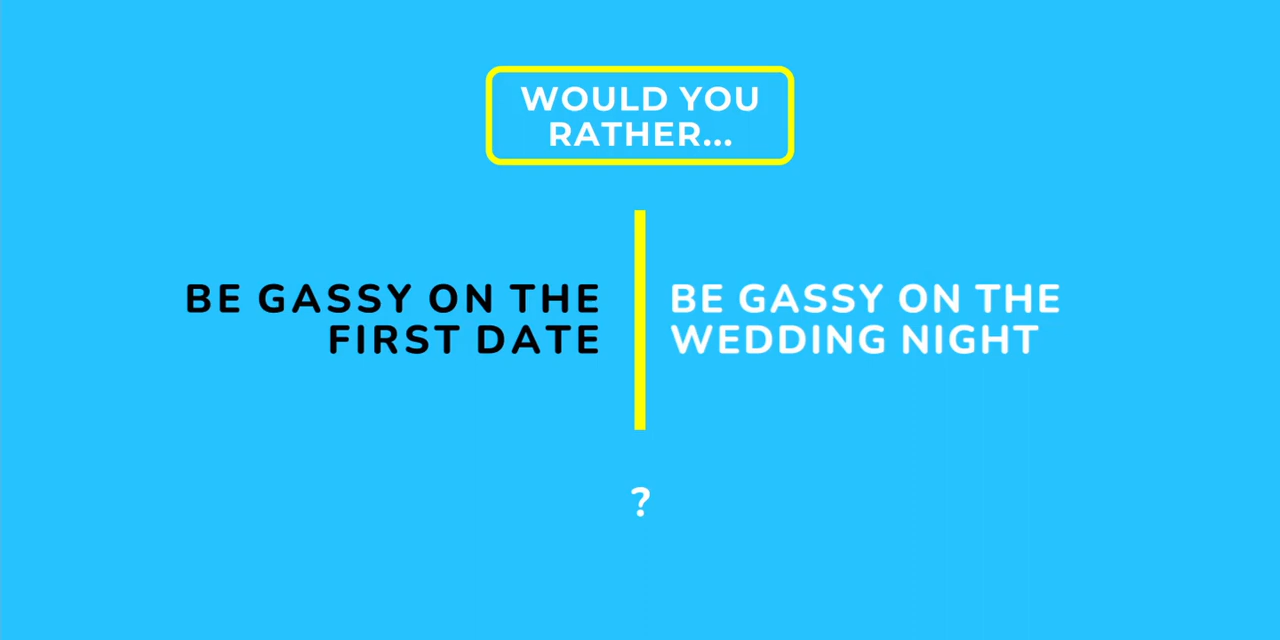 WOULD YOU
RATHER...
BE GASSY ON THE
FIRST DATE
BE GASSY ON THE
WEDDING NIGHT
?